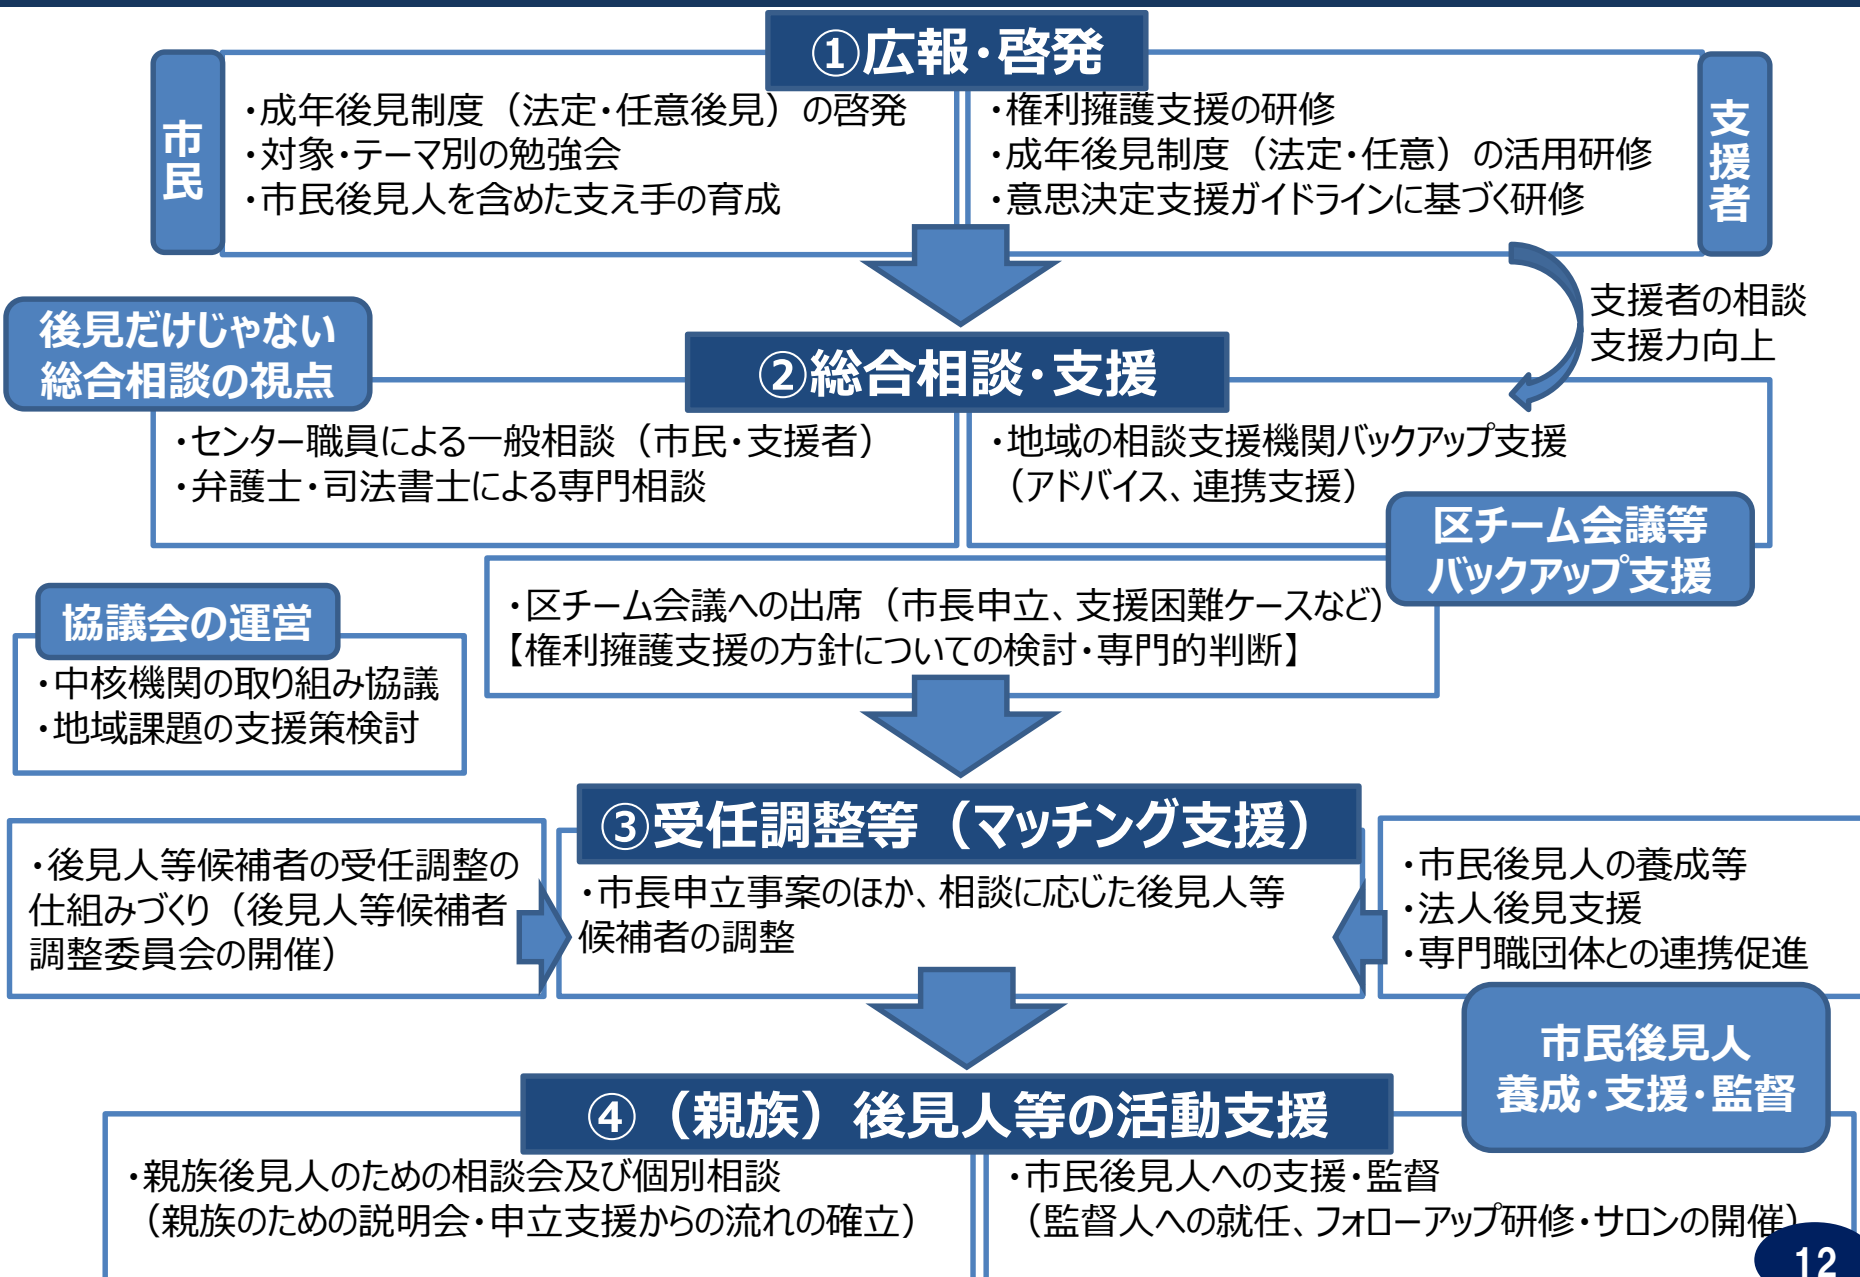 ①広報・啓発
市民
・成年後見制度（法定・任意後見）の啓発
・対象・テーマ別の勉強会
・市民後見人を含めた支え手の育成
・権利擁護支援の研修
・成年後見制度（法定・任意）の活用研修
・意思決定支援ガイドラインに基づく研修
支援者
支援者の相談
支援力向上
後見だけじゃない
総合相談の視点
②総合相談・支援
・センター職員による一般相談（市民・支援者）
・弁護士・司法書士による専門相談
・地域の相談支援機関バックアップ支援
（アドバイス、連携支援）
区チーム会議等
バックアップ支援
・区チーム会議への出席（市長申立、支援困難ケースなど）
【権利擁護支援の方針についての検討・専門的判断】
協議会の運営
・中核機関の取り組み協議
・地域課題の支援策検討
③受任調整等（マッチング支援）
・後見人等候補者の受任調整の
仕組みづくり（後見人等候補者
調整委員会の開催）
・市長申立事案のほか、相談に応じた後見人等
候補者の調整
・市民後見人の養成等
・法人後見支援
・専門職団体との連携促進
市民後見人
養成・支援・監督
④（親族）後見人等の活動支援
・親族後見人のための相談会及び個別相談
（親族のための説明会・申立支援からの流れの確立）
・市民後見人への支援・監督
（監督人への就任、フォローアップ研修・サロンの開催）
12